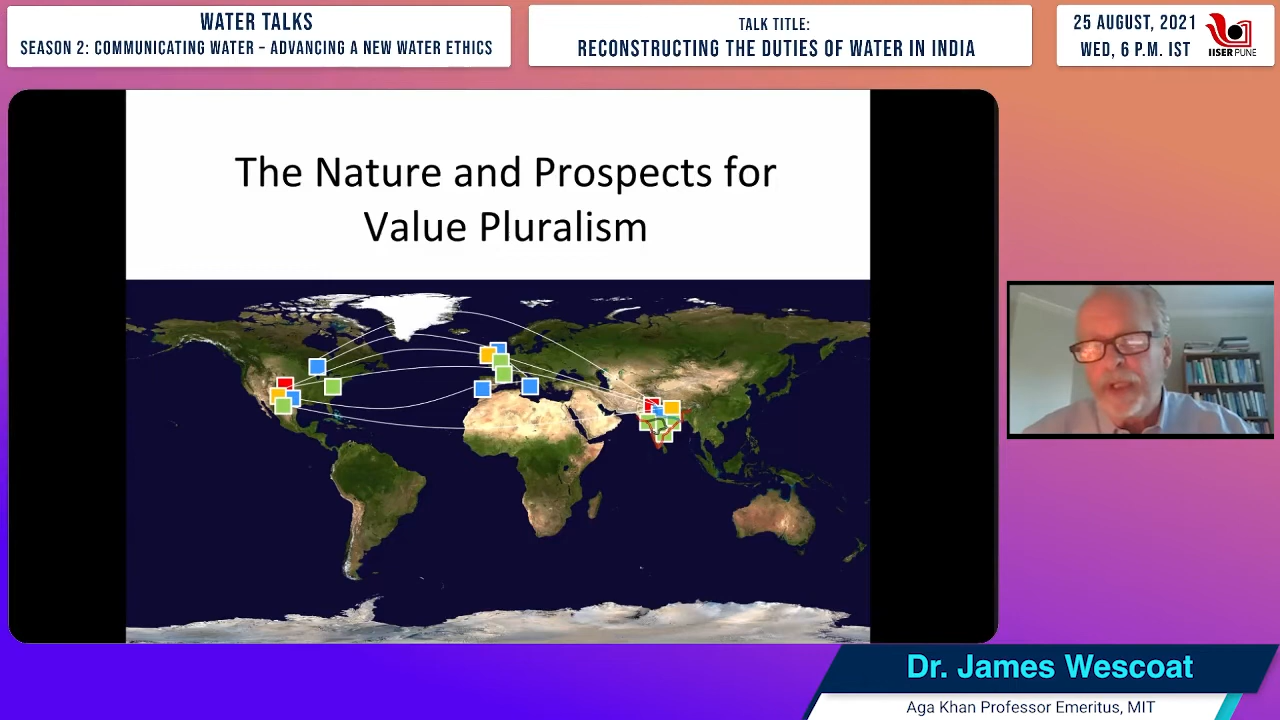 WATER TALKS
SEASON 2: COMMUNICATING WATER – ADVANCING A NEW WATER ETHICS
TALK TITLE:
RECONSTRUCTING THE DUTIES OF WATER IN INDIA
25 AUGUST, 2021
WED, 6 P.M. IST
IISER PUNE
The Nature and Prospects for
Value Pluralism
Dr. James Wescoat
Aga Khan Professor Emeritus, MIT